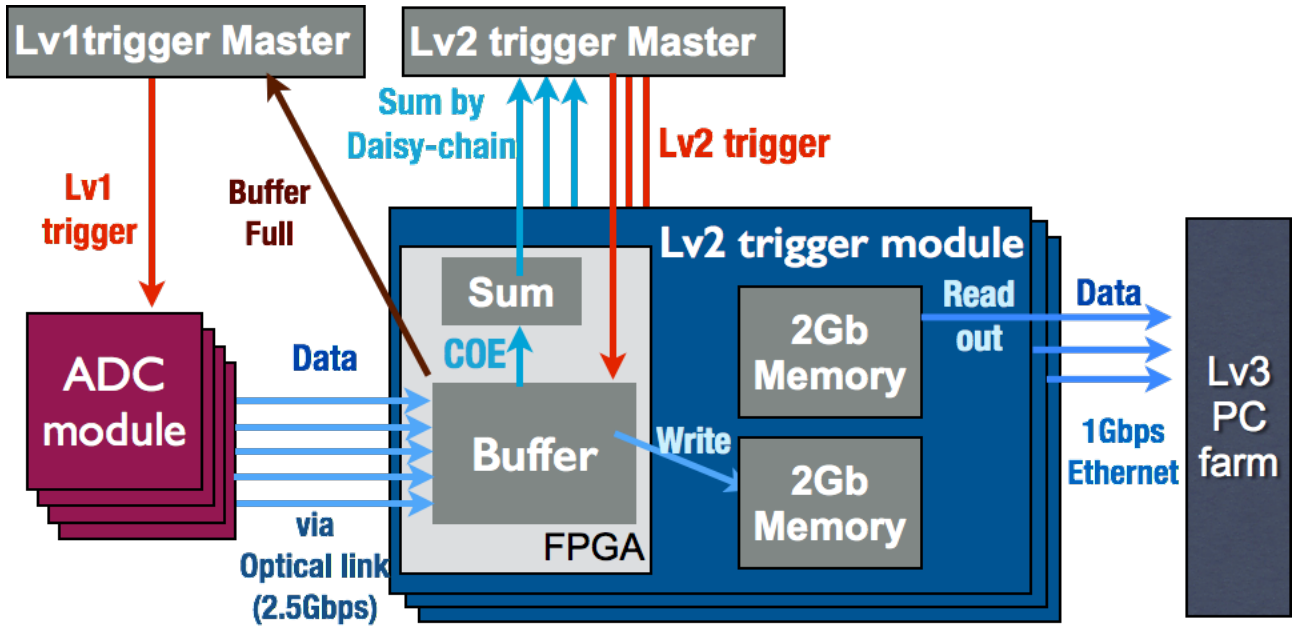 Lv1trigger Master
Lv2 trigger Master
Sum by
Daisy-chain
Lv2 trigger
Lv1
trigger
Buffer
Full
Lv2 trigger module
Sum
COE
Buffer
FPGA
ADC
module
Data
via
Optical link
(2.5Gbps)
Write
2Gb
Memory
2Gb
Memory
Read
out
Data
1Gbps
Ethernet
Lv3
PC
farm